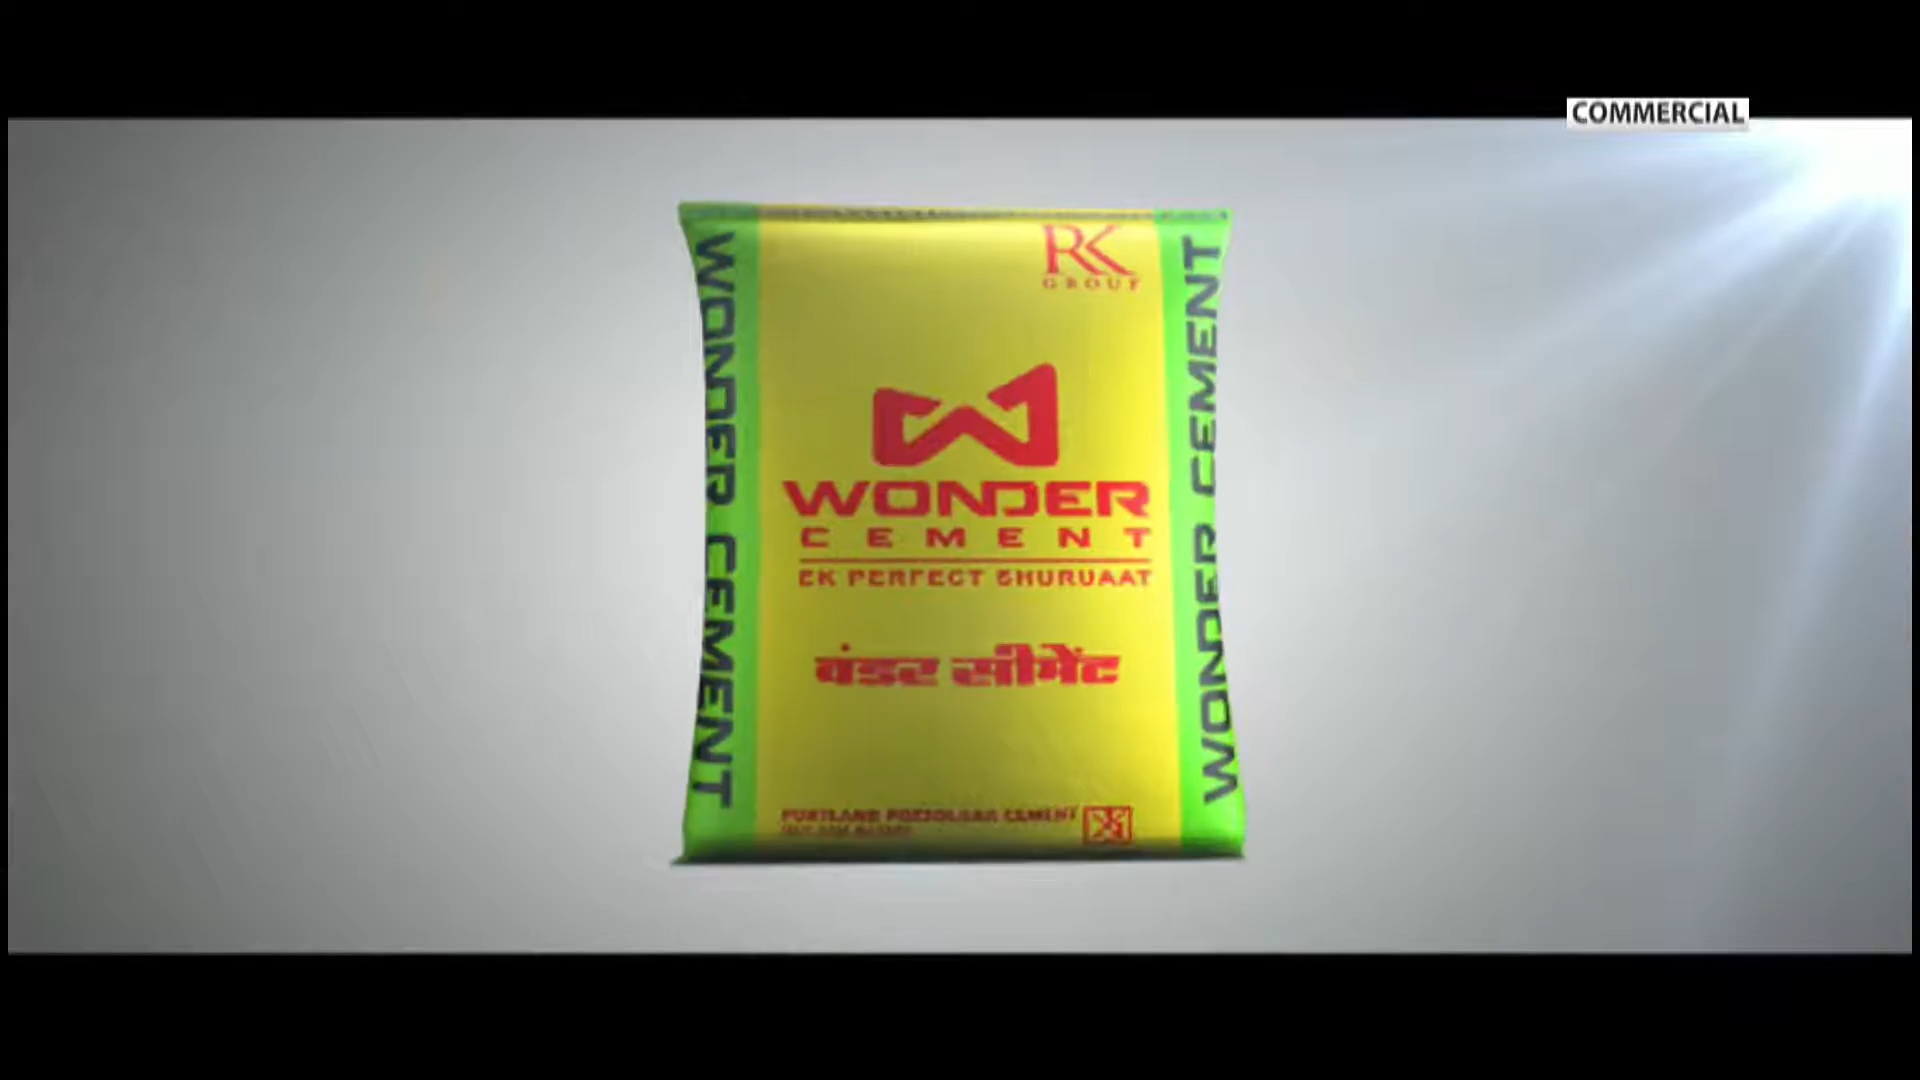 COMMERCIAL
RK
GROUP
WONDER CEMENT
WONDER
CEMENT
EK PERFECT SHURUAAT
वंडर सीमेंट
PORTLAND POZZOLANA CEMENT
WONDER CEMENT